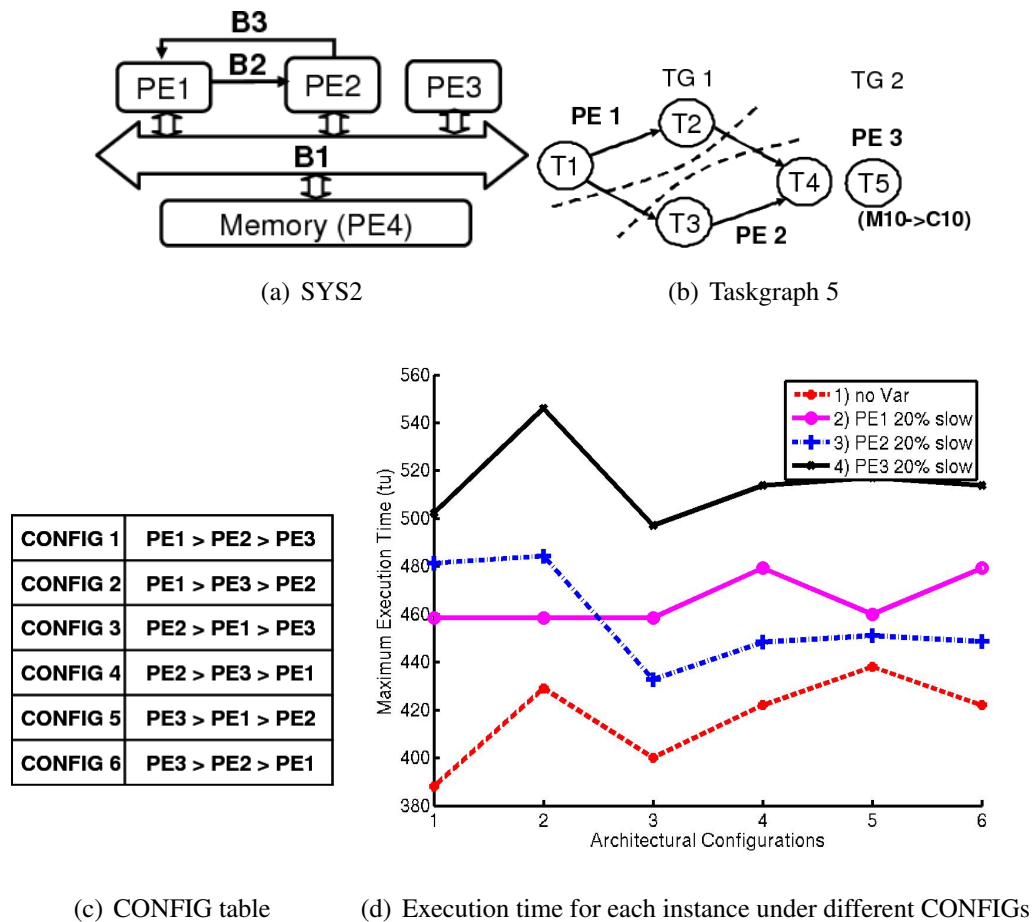 B3
B2
PE1
PE2
PE3
B1
Memory (PE4)
(a) SYS2
TG 1
TG 2
PE 1
T2
PE 3
T1
T4
T5
T3
PE 2
(M10->C10)
(b) Taskgraph 5
CONFIG 1 PE1 > PE2 > PE3
CONFIG 2 PE1 > PE3 > PE2
CONFIG 3 PE2 > PE1 > PE3
CONFIG 4 PE2 > PE3 > PE1
CONFIG 5 PE3 > PE1 > PE2
CONFIG 6 PE3 > PE2 > PE1
(c) CONFIG table
Maximum Execution Time (tu)
560
540
520
500
480
460
440
420
400
380
1) no Var
2) PE1 20% slow
3) PE2 20% slow
4) PE3 20% slow
1 2 3 4 5 6
Architectural Configurations
(d) Execution time for each instance under different CONFIGs